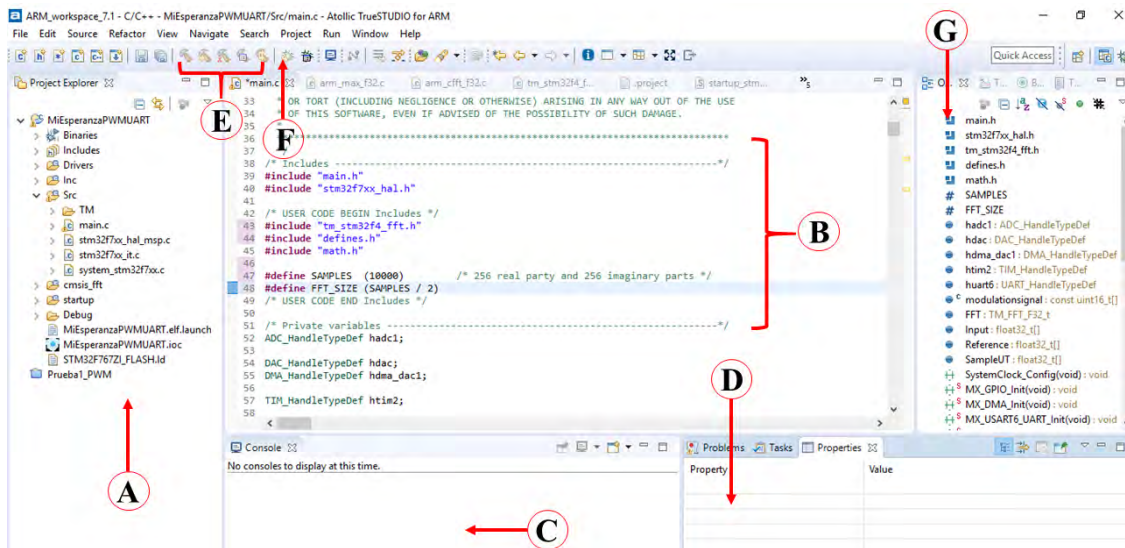 ARM_workspace_7.1 - C/C++ - MiEsperanzaPWMUART/Src/main.c - Atollic TrueSTUDIO for ARM
File Edit Source Refactor View Navigate Search Project Run Window Help
G
Quick Access
Project Explorer
E
F
*main.c
arm_max_f32.c
arm_cfft_f32.c
tm_stm32f4_f...
.project
startup_stm...
»5
O...
T...
B...
T...
MiEsperanzaPWMUART
Binaries
Includes
Drivers
Inc
Src
TM
main.c
stm32f7xx_hal_msp.c
stm32f7xx_it.c
system_stm32f7xx.c
cmsis_fft
startup
Debug
MiEsperanzaPWMUART.elf.launch
MiEsperanzaPWMUART.ioc
STM32F767ZI_FLASH.ld
Prueba1_PWM
A
33 * OR TORT (INCLUDING NEGLIGENCE OR OTHERWISE) ARISING IN ANY WAY OUT OF THE USE
34 * OF THIS SOFTWARE, EVEN IF ADVISED OF THE POSSIBILITY OF SUCH DAMAGE.
35
36
37
38 /* Includes ------------------------------------------------------------------*/
39 #include "main.h"
40 #include "stm32f7xx_hal.h"
41
42 /* USER CODE BEGIN Includes */
43 #include "tm_stm32f4_fft.h"
44 #include "defines.h"
45 #include "math.h"
46
47 #define SAMPLES (10000) /* 256 real party and 256 imaginary parts */
48 #define FFT_SIZE (SAMPLES / 2)
49 /* USER CODE END Includes */
50
51 /* Private variables ---------------------------------------------------------*/
52 ADC_HandleTypeDef hadc1;
53
54 DAC_HandleTypeDef hdac;
55 DMA_HandleTypeDef hdma_dac1;
56
57 TIM_HandleTypeDef htim2;
58
B
D
main.h
stm32f7xx_hal.h
tm_stm32f4_fft.h
defines.h
math.h
SAMPLES
FFT_SIZE
hadc1 : ADC_HandleTypeDef
hdac : DAC_HandleTypeDef
hdma_dac1 : DMA_HandleTypeDef
htim2 : TIM_HandleTypeDef
huart6 : UART_HandleTypeDef
modulationsignal : const uint16_t[]
FFT : TM_FFT_F32_t
Input : float32_t[]
Reference : float32_t[]
SampleUT : float32_t[]
SystemClock_Config(void) : void
MX_GPIO_Init(void) : void
MX_DMA_Init(void) : void
MX_USART6_UART_Init(void) : void
Console
No consoles to display at this time.
C
Problems
Tasks
Properties
Property Value